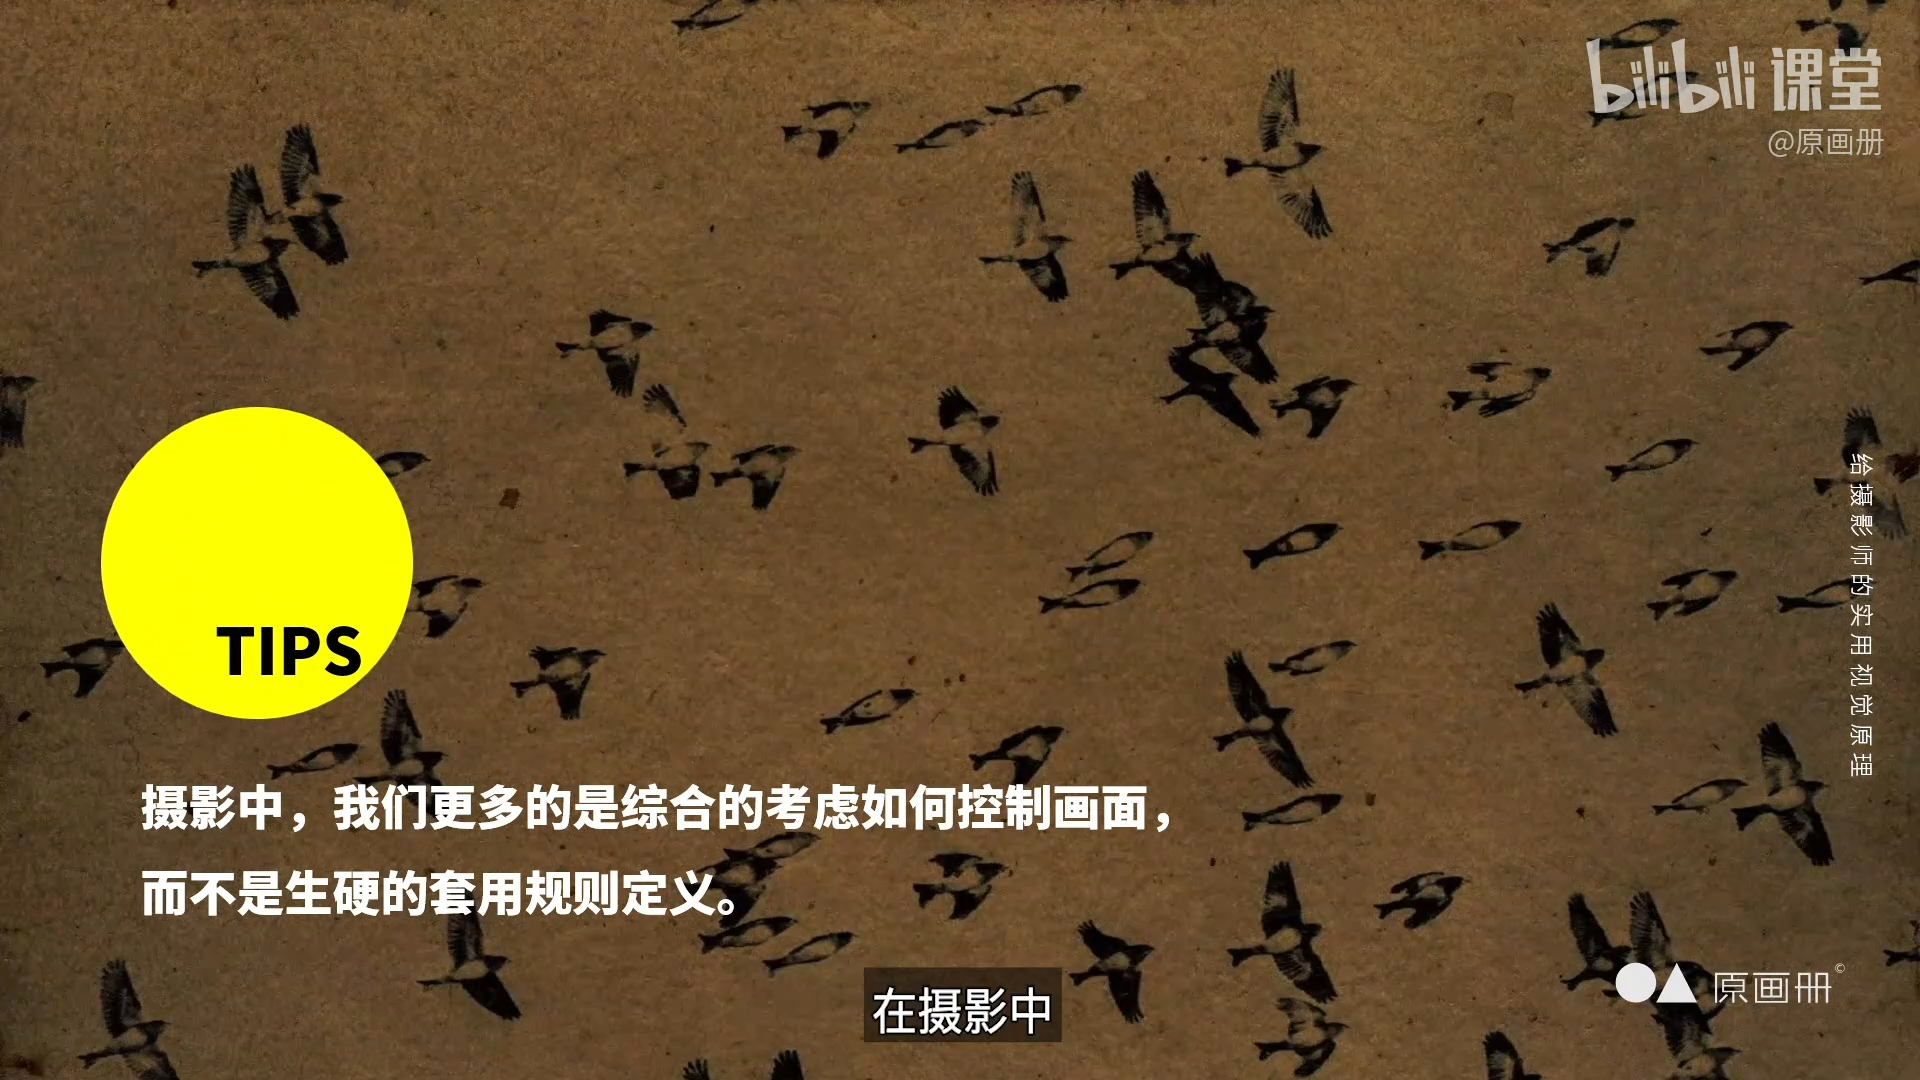 bilibili 课堂
@原画册
给摄影师的实用视觉原理
TIPS
摄影中，我们更多的是综合的考虑如何控制画面，
而不是生硬的套用规则定义。
原画册©
在摄影中